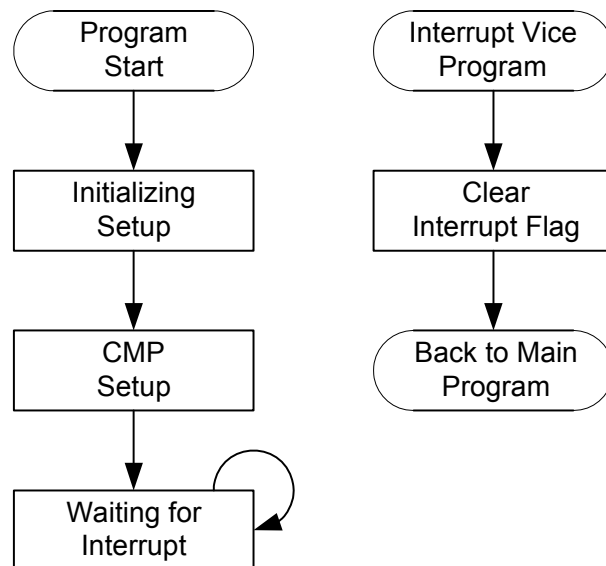 Program
Start
Initializing
Setup
CMP
Setup
Waiting for
Interrupt
Interrupt Vice
Program
Clear
Interrupt Flag
Back to Main
Program